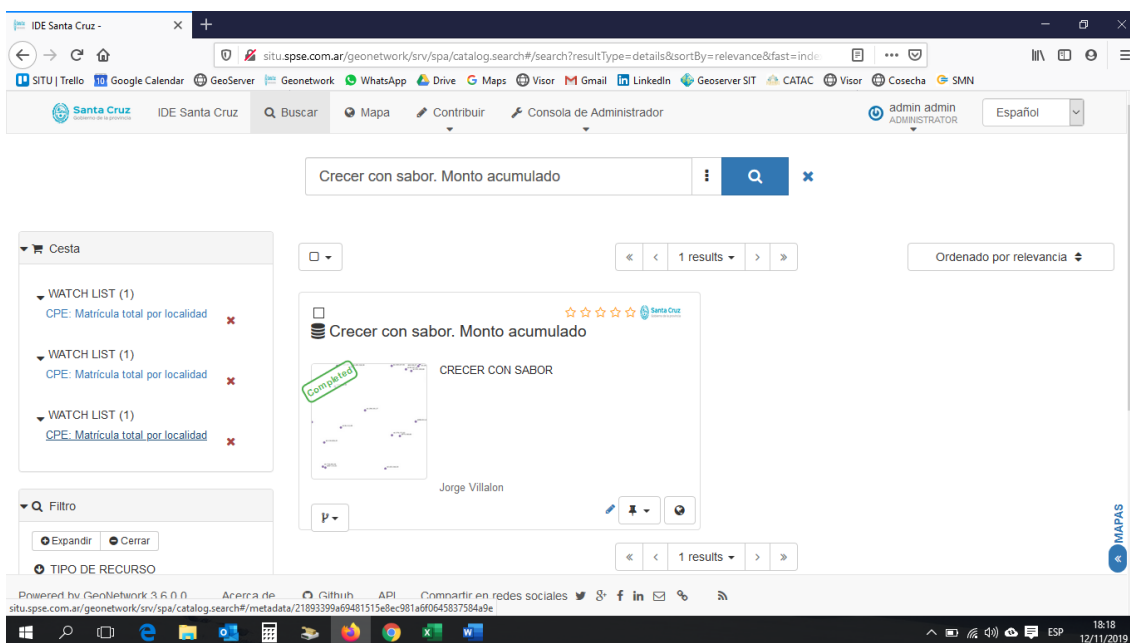 IDE Santa Cruz -
situ.spse.com.ar/geonetwork/srv/spa/catalog.search#/search?resultType=details&sortBy=relevance&fast=inde
SITU | Trello Google Calendar GeoServer Geonetwork WhatsApp Drive Maps Visor Gmail LinkedIn Geoserver SIT CATAC Visor Cosecha SMN
Santa Cruz IDE Santa Cruz Buscar Mapa Contribuir Consola de Administrador admin admin Español
ADMINISTRATOR
Crecer con sabor. Monto acumulado
Cesta
1 results
Ordenado por relevancia
WATCH LIST (1)
CPE: Matrícula total por localidad
WATCH LIST (1)
CPE: Matrícula total por localidad
WATCH LIST (1)
CPE: Matrícula total por localidad
Santa Cruz
Crecer con sabor. Monto acumulado
Completed
CRECER CON SABOR
Jorge Villalon
Filtro
Expandir Cerrar
TIPO DE RECURSO
1 results
MAPAS
Powered by GeoNetwork 3.6.0.0 Acerca de Github API Compartir en redes sociales
situ.spse.com.ar/geonetwork/srv/spa/catalog.search#/metadata/21893399a69481515e8ec981a6f0645837584a9e
ESP
18:18
12/11/2019